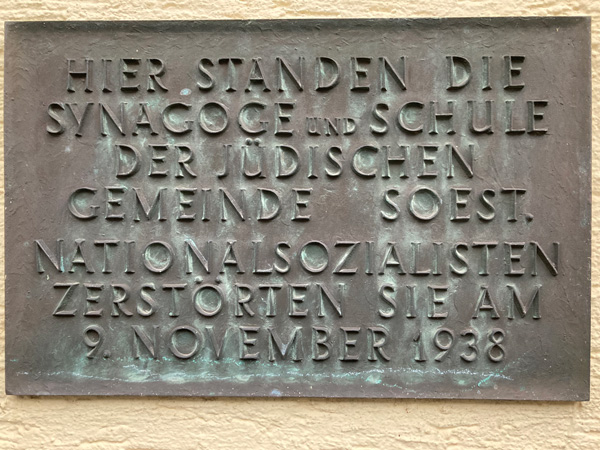 HIER STANDEN DIE
SYNAGOGE UND SCHULE
DER JÜDISCHEN
GEMEINDE SOEST.
NATIONALSOZIALISTEN
ZERSTÖRTEN SIE AM
9. NOVEMBER 1938